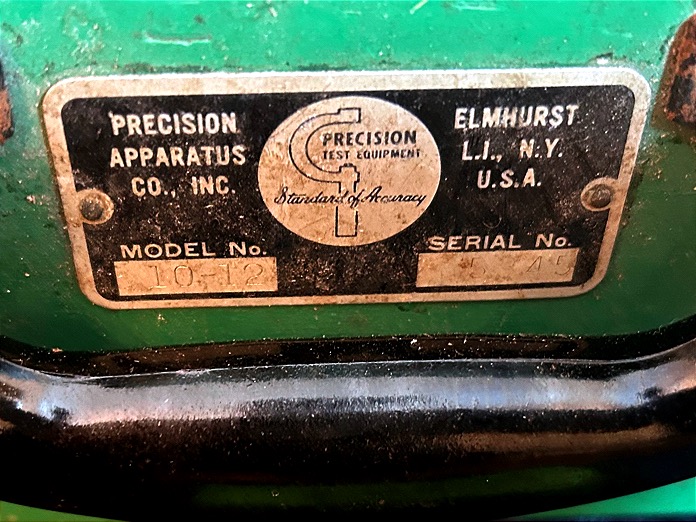 PRECISION
APPARATUS
CO., INC.
PRECISION
TEST EQUIPMENT
Standard of Accuracy
ELMHURST
L.I., N.Y.
U.S.A.
MODEL No.
10-12
SERIAL No.